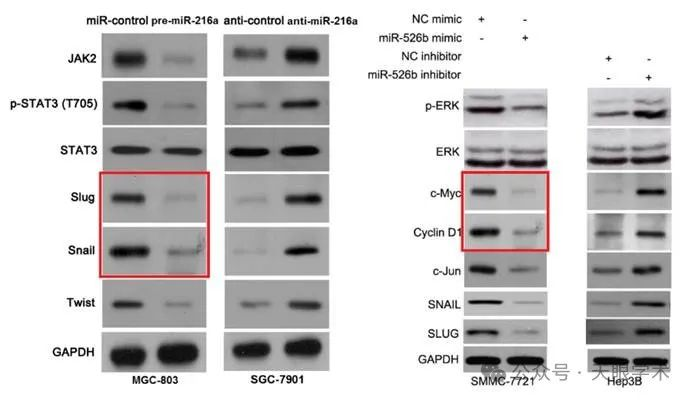 miR-control pre-miR-216a
anti-control anti-miR-216a
JAK2
p-STAT3 (T705)
STAT3
Slug
Snail
Twist
GAPDH
MGC-803
SGC-7901
NC mimic + -
miR-526b mimic - +
NC inhibitor + -
miR-526b inhibitor - +
p-ERK
ERK
c-Myc
Cyclin D1
c-Jun
SNAIL
SLUG
GAPDH
SMMC-7721
Hep3B
公众号 · 天眼学术